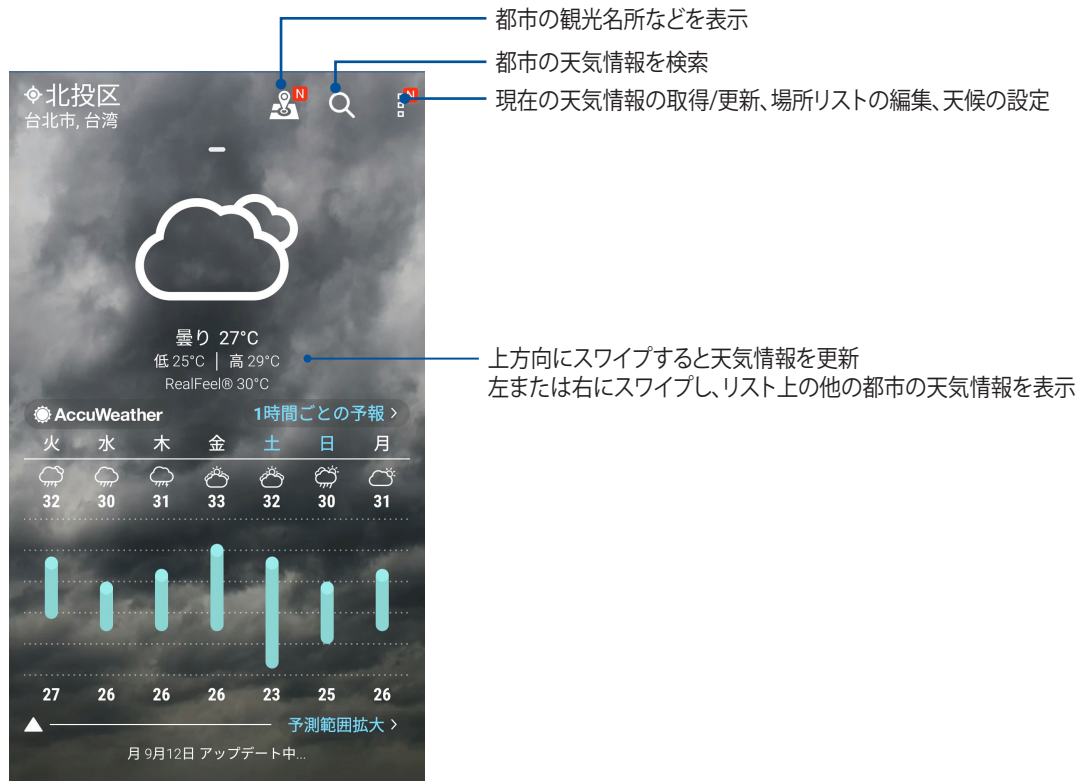 都市の観光名所などを表示
都市の天気情報を検索
現在の天気情報の取得/更新、場所リストの編集、天候の設定
北投区
台北市, 台湾
N
N
曇り 27°C
低 25°C | 高 29°C
RealFeel® 30°C
上方向にスワイプすると天気情報を更新
左または右にスワイプし、リスト上の他の都市の天気情報を表示
AccuWeather 1時間ごとの予報 >
火 水 木 金 土 日 月
32 30 31 33 32 30 31
27 26 26 26 23 25 26
予測範囲拡大 >
月 9月12日 アップデート中...